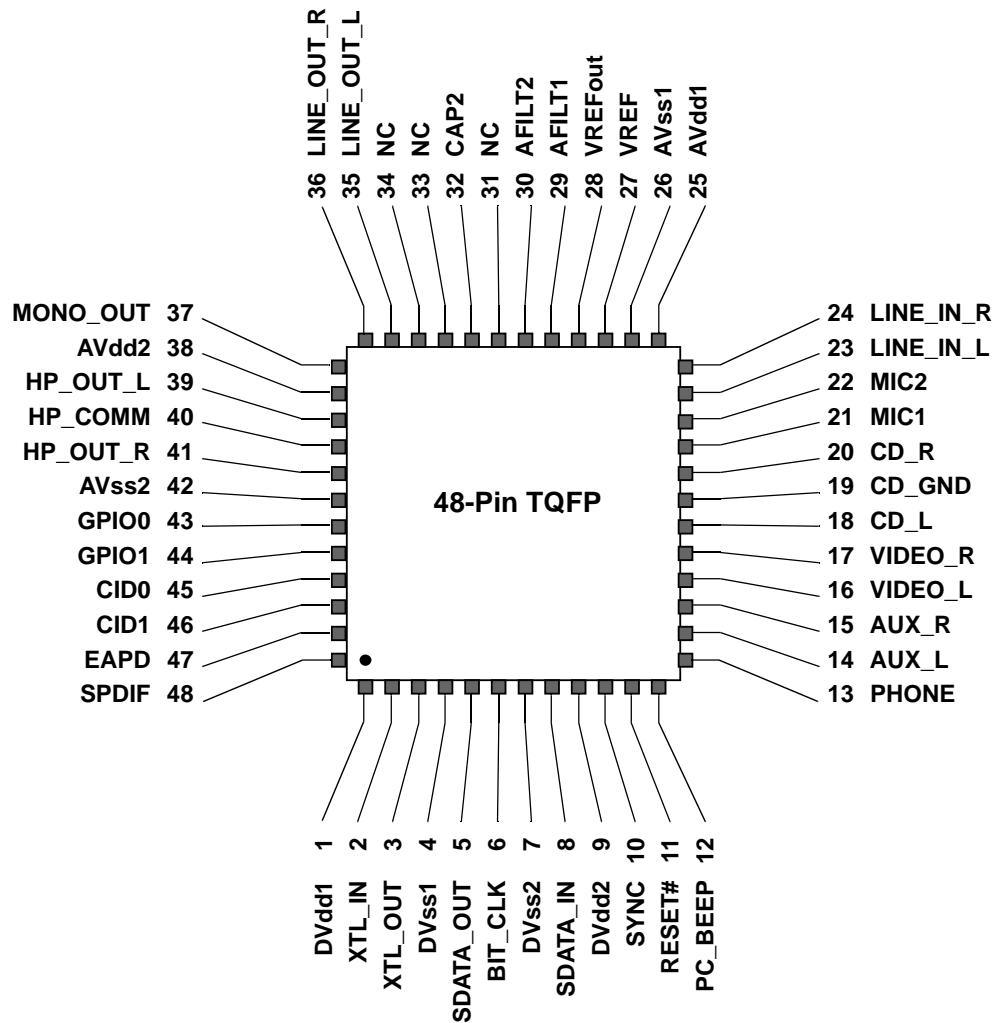 36 LINE_OUT_R
35 LINE_OUT_L
34 NC
33 NC
32 CAP2
31 NC
30 AFILT2
29 AFILT1
28 VREFout
27 VREF
26 AVss1
25 AVdd1
MONO_OUT 37
AVdd2 38
HP_OUT_L 39
HP_COMM 40
HP_OUT_R 41
AVss2 42
GPIO0 43
GPIO1 44
CID0 45
CID1 46
EAPD 47
SPDIF 48
48-Pin TQFP
24 LINE_IN_R
23 LINE_IN_L
22 MIC2
21 MIC1
20 CD_R
19 CD_GND
18 CD_L
17 VIDEO_R
16 VIDEO_L
15 AUX_R
14 AUX_L
13 PHONE
DVdd1 1
XTL_IN 2
XTL_OUT 3
DVss1 4
SDATA_OUT 5
BIT_CLK 6
DVss2 7
SDATA_IN 8
DVdd2 9
SYNC 10
RESET# 11
PC_BEEP 12